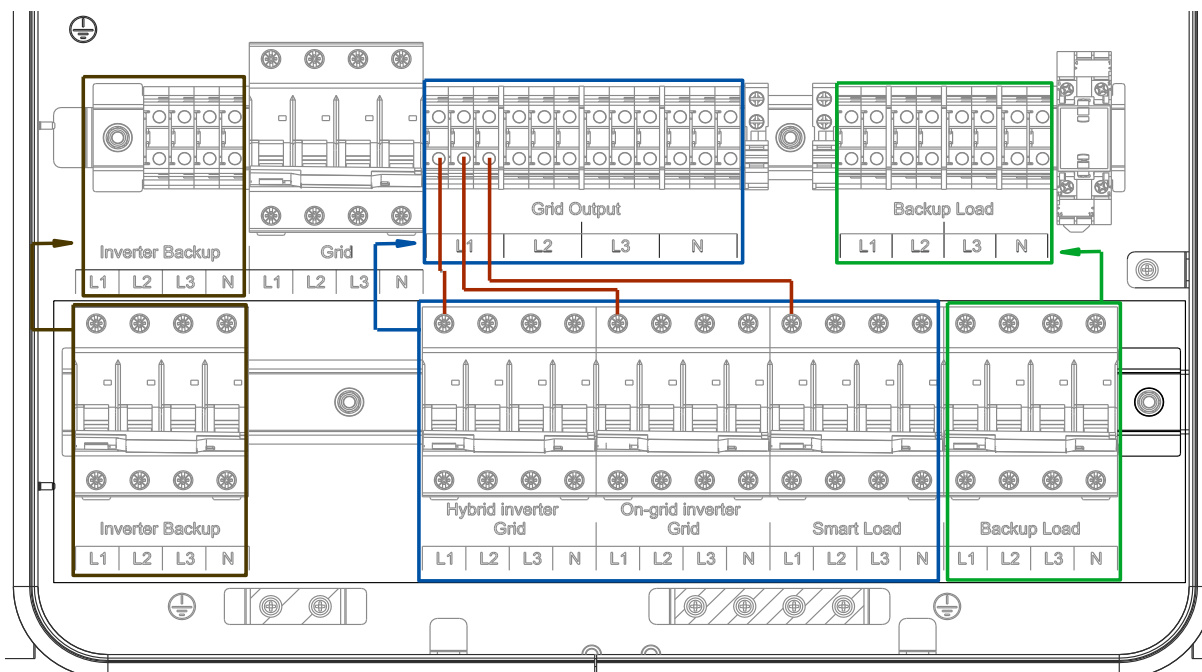 Grid Output
Backup Load
L1 L2 L3 N
L1 L2 L3 N
Inverter Backup
Grid
L1 L2 L3 N
L1 L2 L3 N
Inverter Backup
Hybrid inverter
Grid
On-grid inverter
Grid
Smart Load
Backup Load
L1 L2 L3 N
L1 L2 L3 N
L1 L2 L3 N
L1 L2 L3 N
L1 L2 L3 N